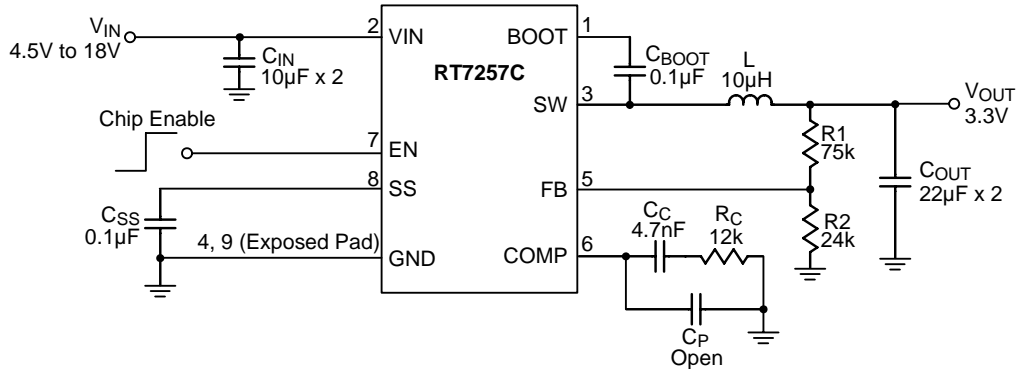 VIN
4.5V to 18V
CIN
10µF x 2
2
VIN
RT7257C
BOOT
1
CBOOT
0.1µF
L
10µH
SW
3
VOUT
3.3V
Chip Enable
7
EN
R1
75k
COUT
22µF x 2
8
SS
FB
5
CSS
0.1µF
R2
24k
4, 9 (Exposed Pad)
GND
COMP
6
CC
4.7nF
RC
12k
CP
Open